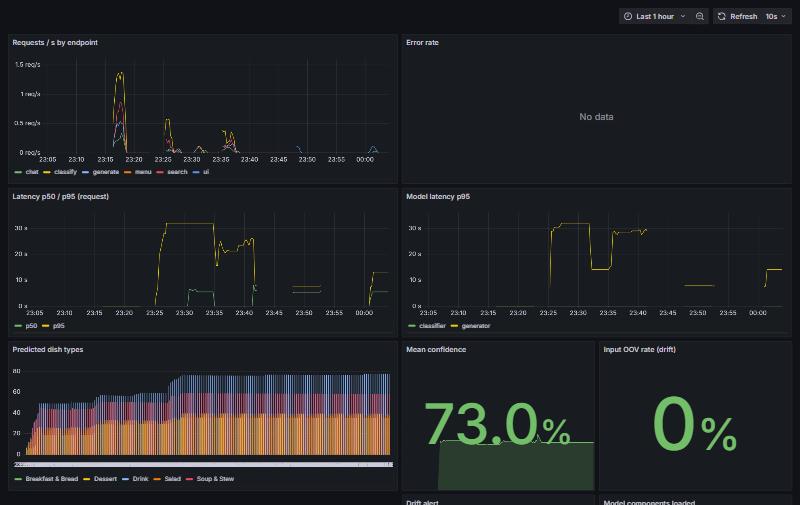 Last 1 hour Refresh 10s
Requests / s by endpoint
1.5 req/s
1 req/s
0.5 req/s
0 req/s
23:05 23:10 23:15 23:20 23:25 23:30 23:35 23:40 23:45 23:50 23:55 00:00
chat classify generate menu search ui
Error rate
No data
Latency p50 / p95 (request)
30 s
20 s
10 s
0 s
23:05 23:10 23:15 23:20 23:25 23:30 23:35 23:40 23:45 23:50 23:55 00:00
p50 p95
Model latency p95
30 s
20 s
10 s
0 s
23:05 23:10 23:15 23:20 23:25 23:30 23:35 23:40 23:45 23:50 23:55 00:00
classifier generator
Predicted dish types
80
60
40
20
0
Breakfast & Bread Dessert Drink Salad Soup & Stew
Mean confidence
73.0%
Input OOV rate (drift)
0%
Drift alert
Model components loaded